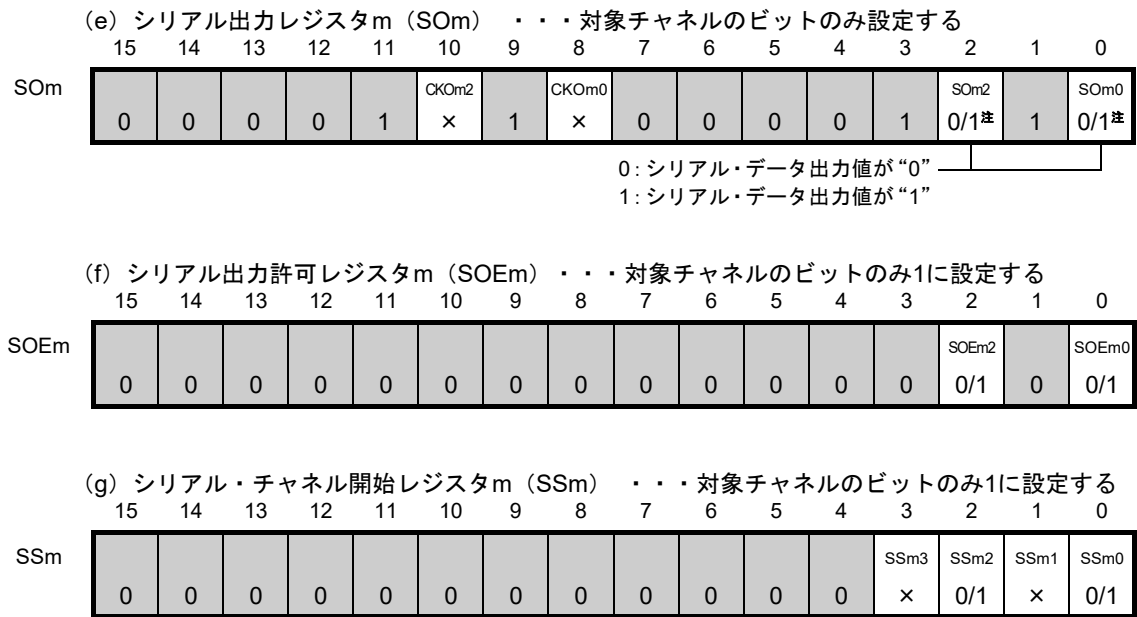 (e) シリアル出力レジスタm（SOm） ・・・対象チャネルのビットのみ設定する
15 14 13 12 11 10 9 8 7 6 5 4 3 2 1 0
CKOm2 CKOm0 SOm2 SOm0
SOm 0 0 0 0 1 × 1 × 0 0 0 0 1 0/1注 1 0/1注
0：シリアル・データ出力値が“0”
1：シリアル・データ出力値が“1”
(f) シリアル出力許可レジスタm（SOEm）・・・対象チャネルのビットのみ1に設定する
15 14 13 12 11 10 9 8 7 6 5 4 3 2 1 0
SOEm2 SOEm0
SOEm 0 0 0 0 0 0 0 0 0 0 0 0 0 0/1 0 0/1
(g) シリアル・チャネル開始レジスタm（SSm） ・・・対象チャネルのビットのみ1に設定する
15 14 13 12 11 10 9 8 7 6 5 4 3 2 1 0
SSm3 SSm2 SSm1 SSm0
SSm 0 0 0 0 0 0 0 0 0 0 0 0 × 0/1 × 0/1